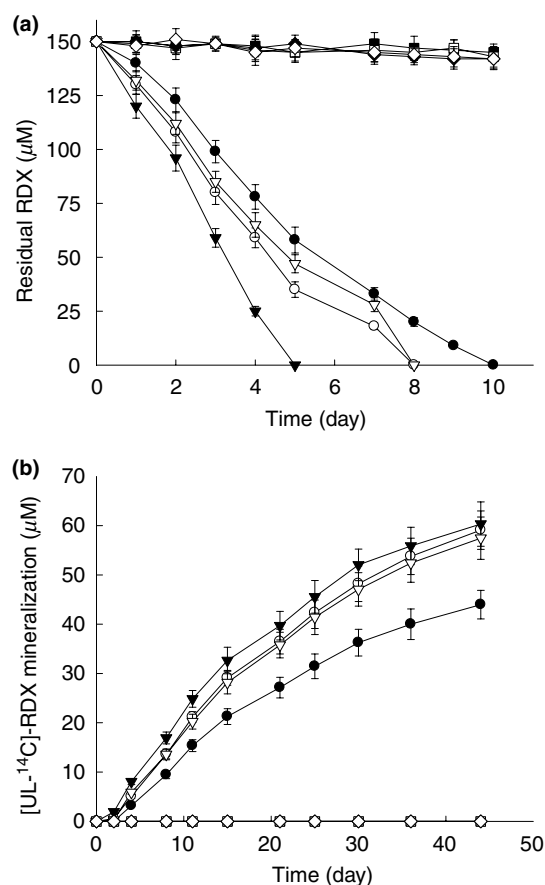 (a)
150
125
100
75
50
25
0
Residual RDX (μM)
0 2 4 6 8 10
Time (day)
(b)
70
60
50
40
30
20
10
0
[UL-¹⁴C]-RDX mineralization (μM)
0 10 20 30 40 50
Time (day)